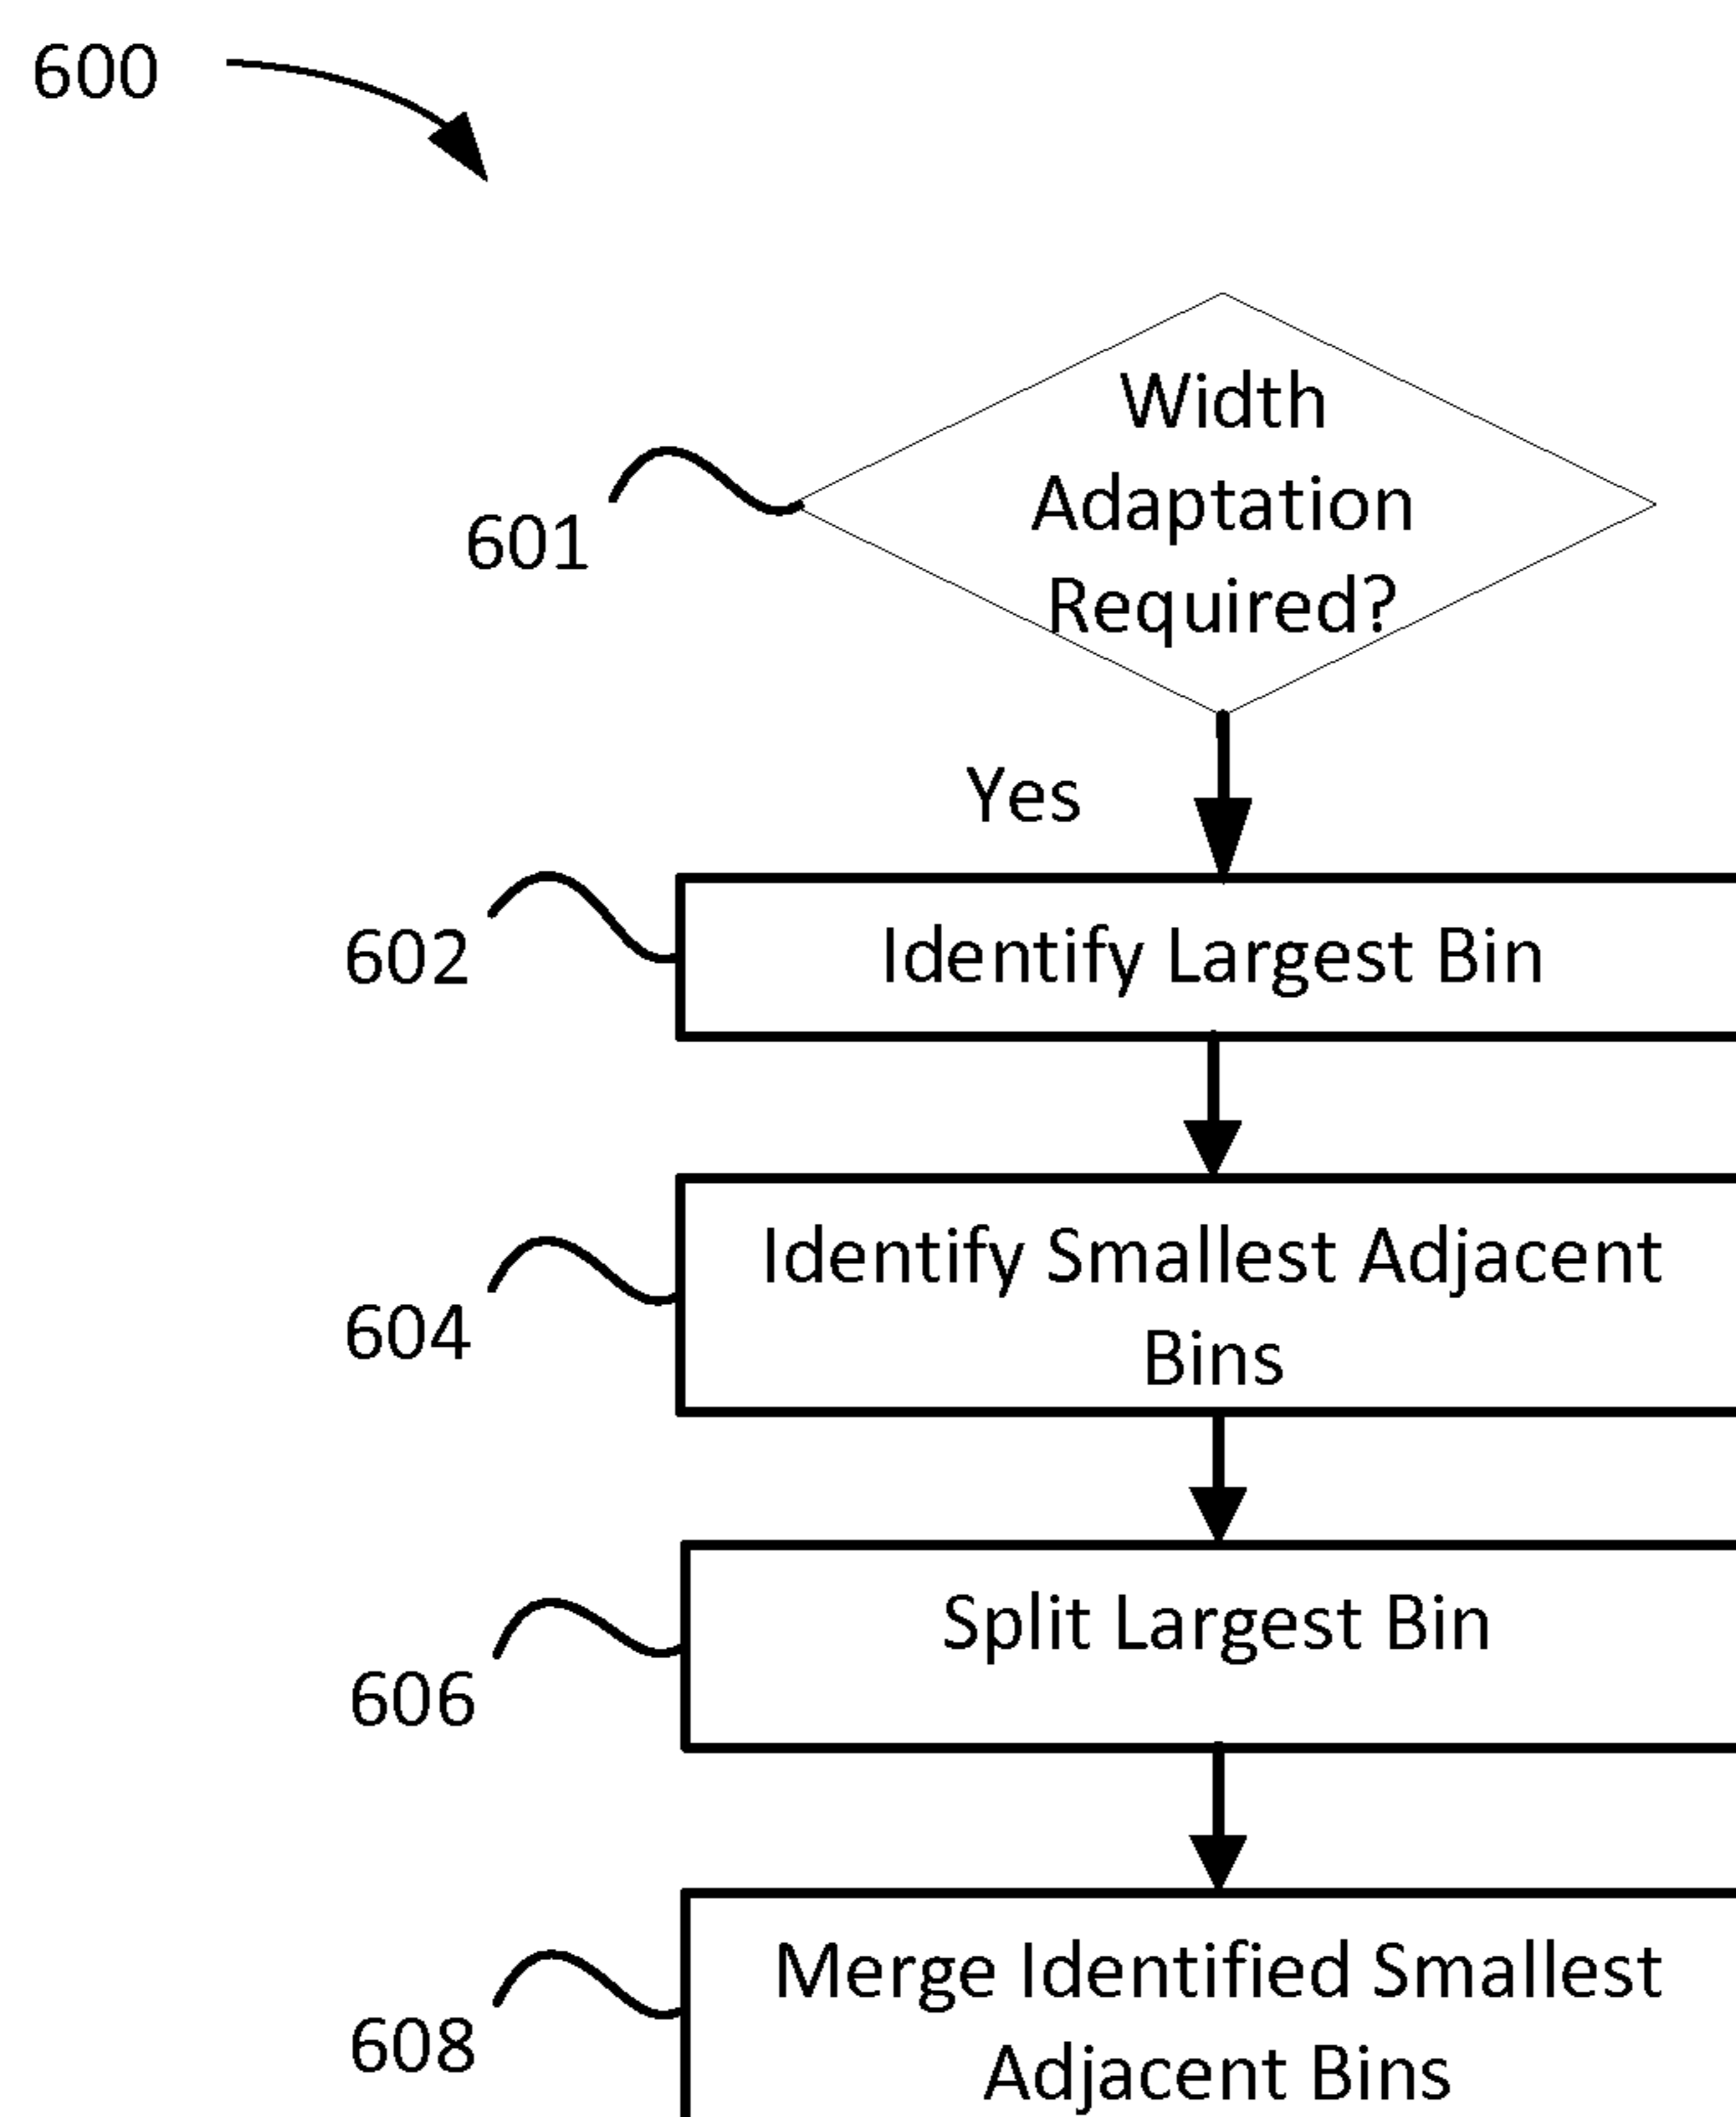 600
Width
Adaptation
Required?
601
Yes
Identify Largest Bin
602
Identify Smallest Adjacent
Bins
604
Split Largest Bin
606
Merge Identified Smallest
Adjacent Bins
608